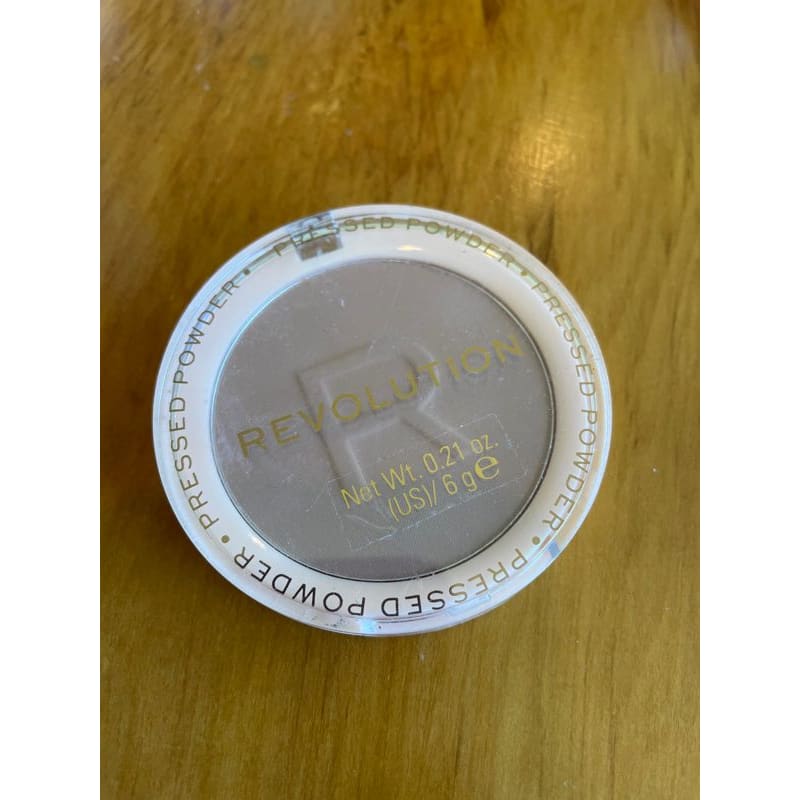 PRESSED POWDER • PRESSED POWDER • PRESSED POWDER • PRESSED POWDER • PRESSED POWDER •
R
REVOLUTION
Net Wt. 0.21 oz.
(US)/ 6 g ℮